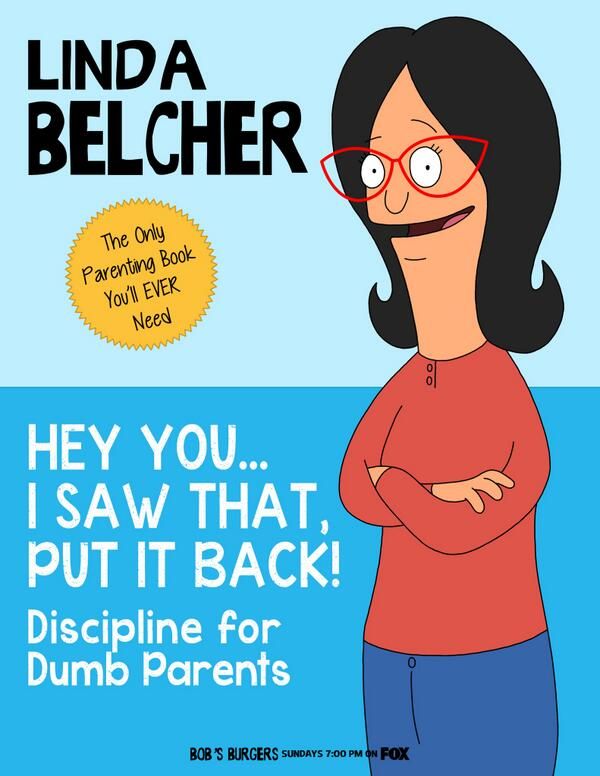 LINDA
BELCHER
The Only
Parenting Book
You'll EVER
Need
HEY YOU...
I SAW THAT,
PUT IT BACK!
Discipline for
Dumb Parents
BOB'S BURGERS SUNDAYS 7:00 PM ON FOX